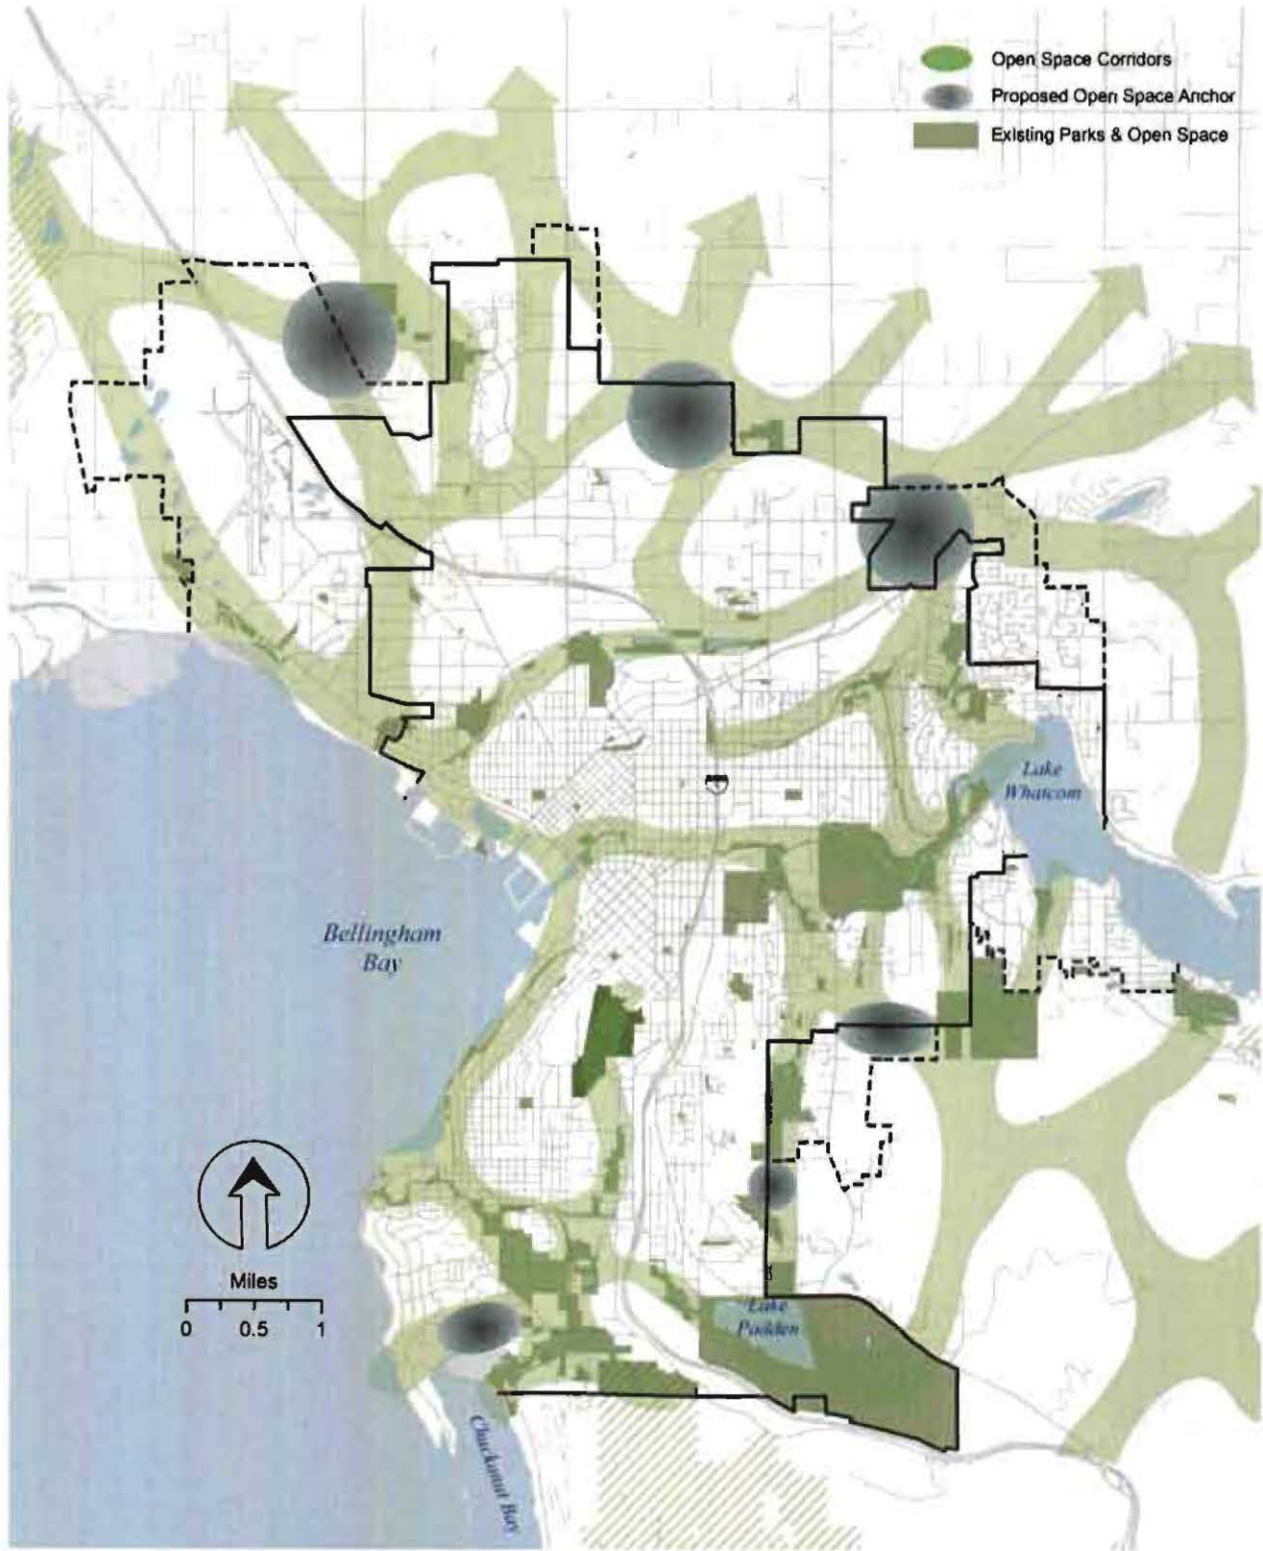 Open Space Corridors
Proposed Open Space Anchor
Existing Parks & Open Space
Lake
Whatcom
Bellingham
Bay
Miles
0 0.5 1
Lake
Padden
Chuckanut Bay